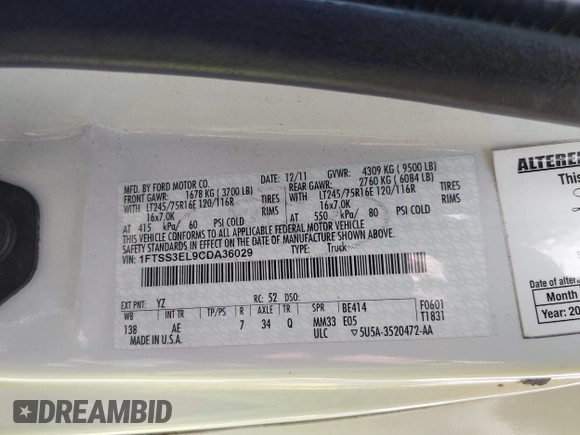 MFD. BY FORD MOTOR CO.
DATE: 12/11 GVWR: 4309 KG ( 9500 LB)
FRONT GAWR: 1678 KG ( 3700 LB) REAR GAWR: 2760 KG ( 6084 LB)
WITH LT245/75R16E 120/116R TIRES WITH LT245/75R16E 120/116R TIRES
16x7.0K RIMS 16x7.0K RIMS
AT 415 kPa/ 60 PSI COLD AT 550 kPa/ 80 PSI COLD
THIS VEHICLE CONFORMS TO ALL APPLICABLE FEDERAL MOTOR VEHICLE
SAFETY STANDARDS IN EFFECT ON THE DATE OF MANUFACTURE SHOWN ABOVE.
VIN: 1FTSS3EL9CDA36029 TYPE: Truck
EXT PNT: YZ RC: 52 DSO:
WB INT TR TP/PS R AXLE TR SPR BE414 F0601
138 AE 7 34 Q MM33 E05 T1831
MADE IN U.S.A. ULC 5U5A-3520472-AA
ALTERED
This
Date of alter
Month
Year: 20
DREAMBID